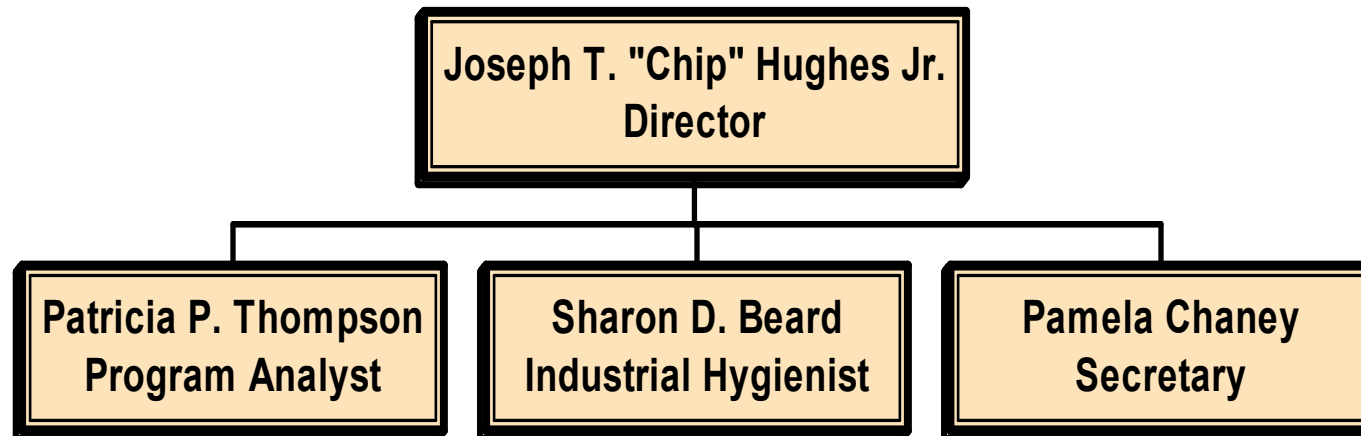 Joseph T. "Chip" Hughes Jr.
Director
Patricia P. Thompson
Program Analyst
Sharon D. Beard
Industrial Hygienist
Pamela Chaney
Secretary